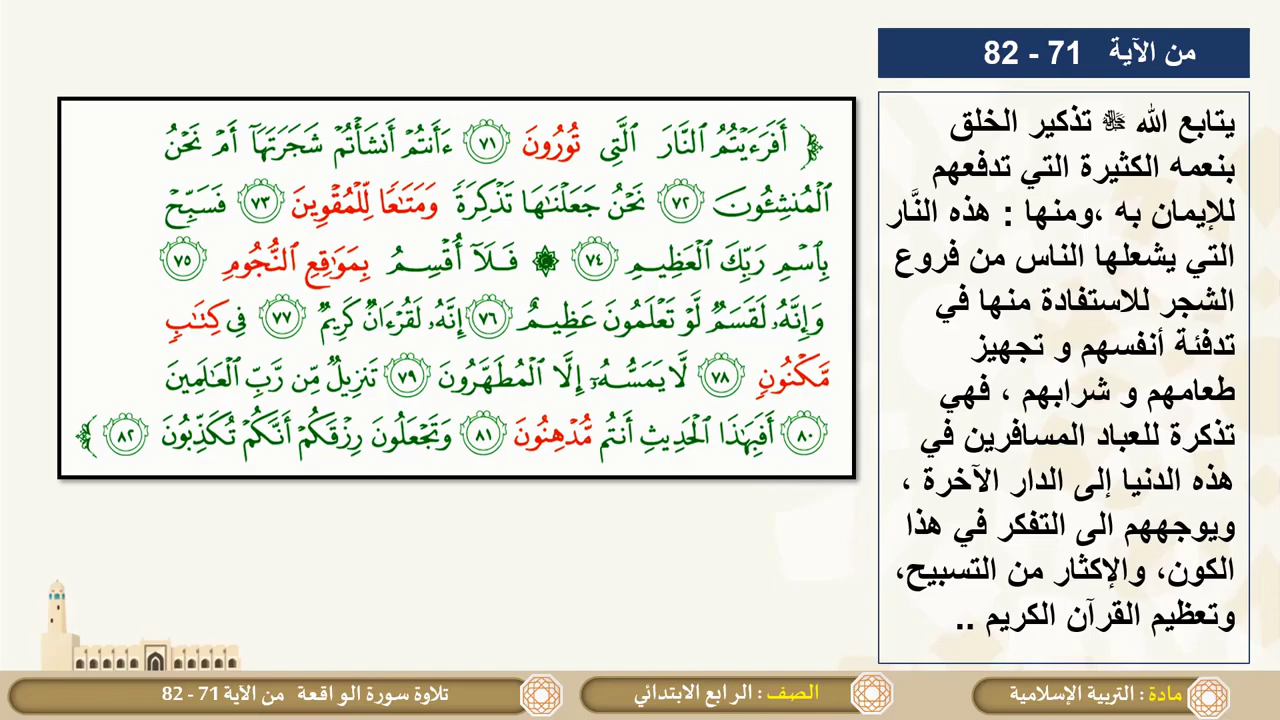 من الآية 71 - 82
يتابع الله ﷻ تذكير الخلق
بنعمه الكثيرة التي تدفعهم
للإيمان به ،ومنها : هذه النَّار
التي يشعلها الناس من فروع
الشجر للاستفادة منها في
تدفئة أنفسهم و تجهيز
طعامهم و شرابهم ، فهي
تذكرة للعباد المسافرين في
هذه الدنيا إلى الدار الآخرة ،
ويوجههم الى التفكر في هذا
الكون، والإكثار من التسبيح،
وتعظيم القرآن الكريم ..
﴿ أَفَرَءَيْتُمُ ٱلنَّارَ ٱلَّتِى تُورُونَ ٧١ ءَأَنتُمْ أَنشَأْتُمْ شَجَرَتَهَآ أَمْ نَحْنُ
ٱلْمُنشِـُٔونَ ٧٢ نَحْنُ جَعَلْنَـٰهَا تَذْكِرَةً وَمَتَـٰعًا لِّلْمُقْوِينَ ٧٣ فَسَبِّحْ
بِٱسْمِ رَبِّكَ ٱلْعَظِيمِ ٧٤ ۞ فَلَآ أُقْسِمُ بِمَوَٰقِعِ ٱلنُّجُومِ ٧٥
وَإِنَّهُۥ لَقَسَمٌ لَّوْ تَعْلَمُونَ عَظِيمٌ ٧٦ إِنَّهُۥ لَقُرْءَانٌ كَرِيمٌ ٧٧ فِى كِتَـٰبٍ
مَّكْنُونٍ ٧٨ لَّا يَمَسُّهُۥٓ إِلَّا ٱلْمُطَهَّرُونَ ٧٩ تَنزِيلٌ مِّن رَّبِّ ٱلْعَـٰلَمِينَ
٨٠ أَفَبِهَـٰذَا ٱلْحَدِيثِ أَنتُم مُّدْهِنُونَ ٨١ وَتَجْعَلُونَ رِزْقَكُمْ أَنَّكُمْ تُكَذِّبُونَ ٨٢ ﴾
مادة : التربية الإسلامية
الصف : الرابع الابتدائي
تلاوة سورة الواقعة من الآية 71 - 82